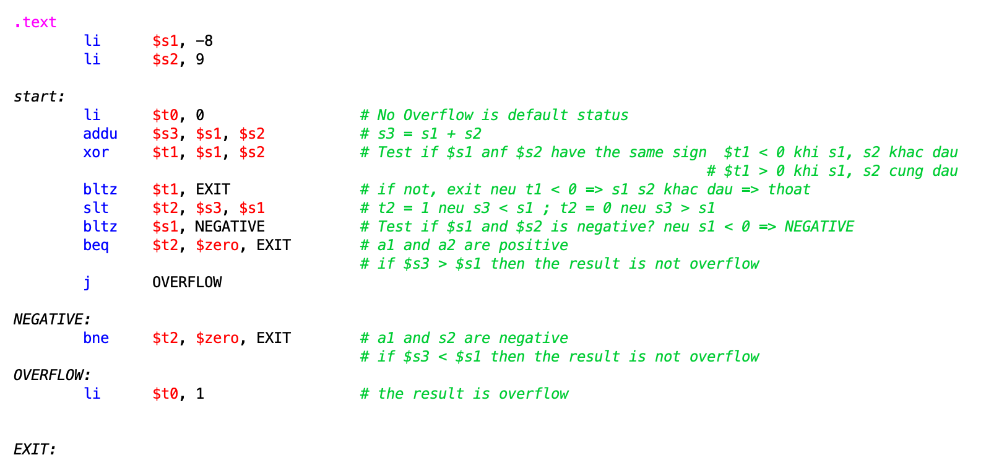 .text
li $s1, -8
li $s2, 9
start:
li $t0, 0 # No Overflow is default status
addu $s3, $s1, $s2 # s3 = s1 + s2
xor $t1, $s1, $s2 # Test if $s1 anf $s2 have the same sign $t1 < 0 khi s1, s2 khac dau
# $t1 > 0 khi s1, s2 cung dau
bltz $t1, EXIT # if not, exit neu t1 < 0 => s1 s2 khac dau => thoat
slt $t2, $s3, $s1 # t2 = 1 neu s3 < s1 ; t2 = 0 neu s3 > s1
bltz $s1, NEGATIVE # Test if $s1 and $s2 is negative? neu s1 < 0 => NEGATIVE
beq $t2, $zero, EXIT # a1 and a2 are positive
# if $s3 > $s1 then the result is not overflow
j OVERFLOW
NEGATIVE:
bne $t2, $zero, EXIT # a1 and s2 are negative
# if $s3 < $s1 then the result is not overflow
OVERFLOW:
li $t0, 1 # the result is overflow
EXIT: